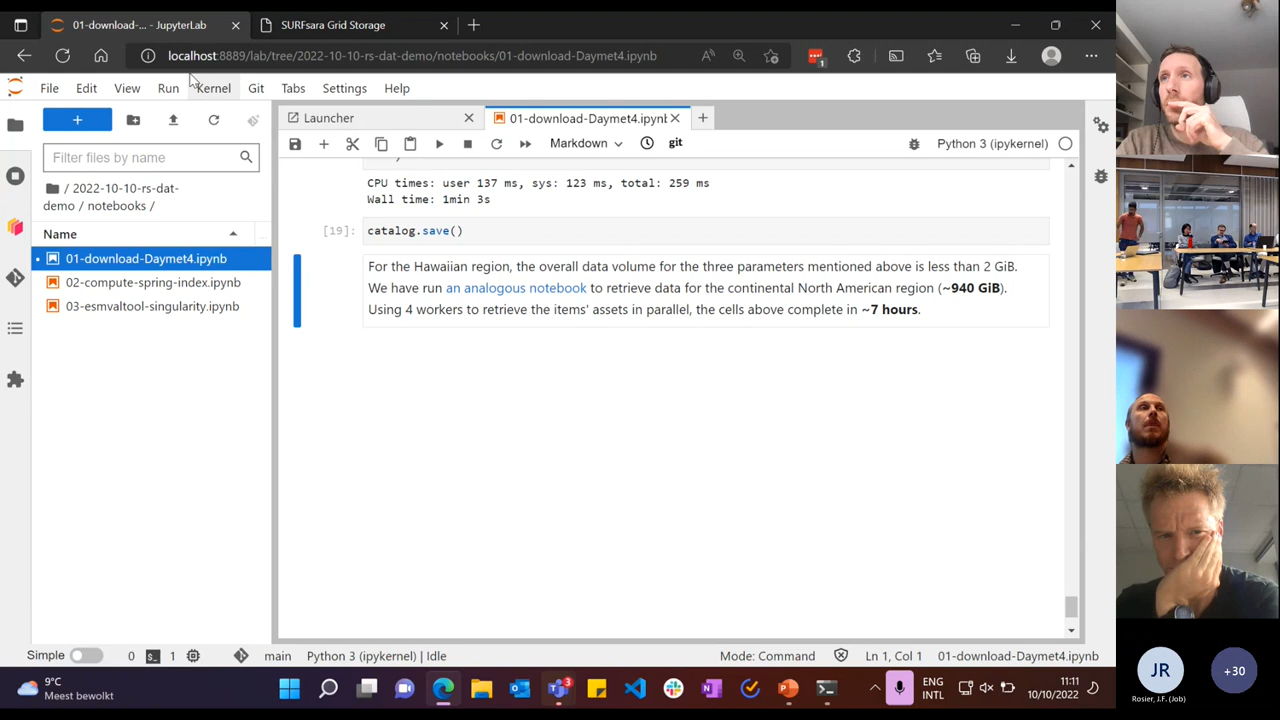 01-download-... - JupyterLab
SURFsara Grid Storage
localhost:8889/lab/tree/2022-10-10-rs-dat-demo/notebooks/01-download-Daymet4.ipynb
1
File Edit View Run Kernel Git Tabs Settings Help
Launcher
01-download-Daymet4.ipynb
Filter files by name
Markdown
git
Python 3 (ipykernel)
/ 2022-10-10-rs-dat-
demo / notebooks /
Name
01-download-Daymet4.ipynb
02-compute-spring-index.ipynb
03-esmvaltool-singularity.ipynb
CPU times: user 137 ms, sys: 123 ms, total: 259 ms
Wall time: 1min 3s
[19]: catalog.save()
For the Hawaiian region, the overall data volume for the three parameters mentioned above is less than 2 GiB.
We have run an analogous notebook to retrieve data for the continental North American region (~940 GiB).
Using 4 workers to retrieve the items' assets in parallel, the cells above complete in ~7 hours.
Simple 0 1 main Python 3 (ipykernel) | Idle Mode: Command Ln 1, Col 1 01-download-Daymet4.ipynb
9°C
Meest bewolkt
3
ENG
INTL
11:11
10/10/2022
JR
+30
Rosier, J.F. (Job)